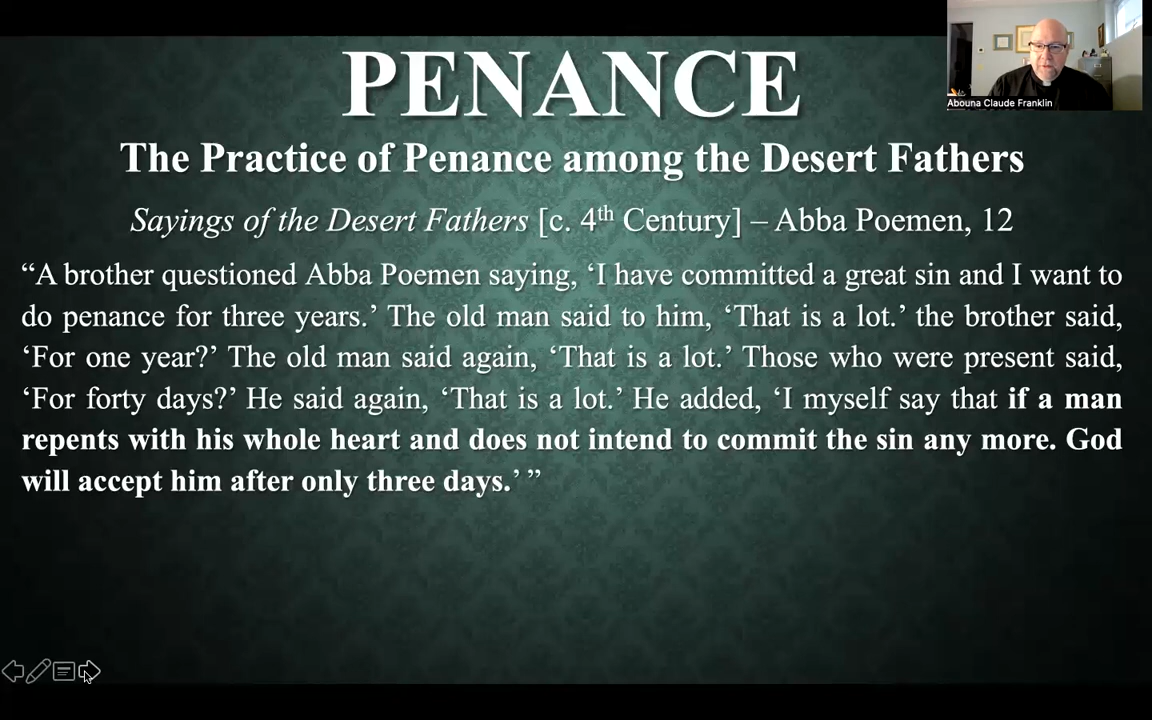 PENANCE
Abouna Claude Franklin
The Practice of Penance among the Desert Fathers
Sayings of the Desert Fathers [c. 4th Century] – Abba Poemen, 12
“A brother questioned Abba Poemen saying, ‘I have committed a great sin and I want to
do penance for three years.’ The old man said to him, ‘That is a lot.’ the brother said,
‘For one year?’ The old man said again, ‘That is a lot.’ Those who were present said,
‘For forty days?’ He said again, ‘That is a lot.’ He added, ‘I myself say that if a man
repents with his whole heart and does not intend to commit the sin any more. God
will accept him after only three days.’ ”